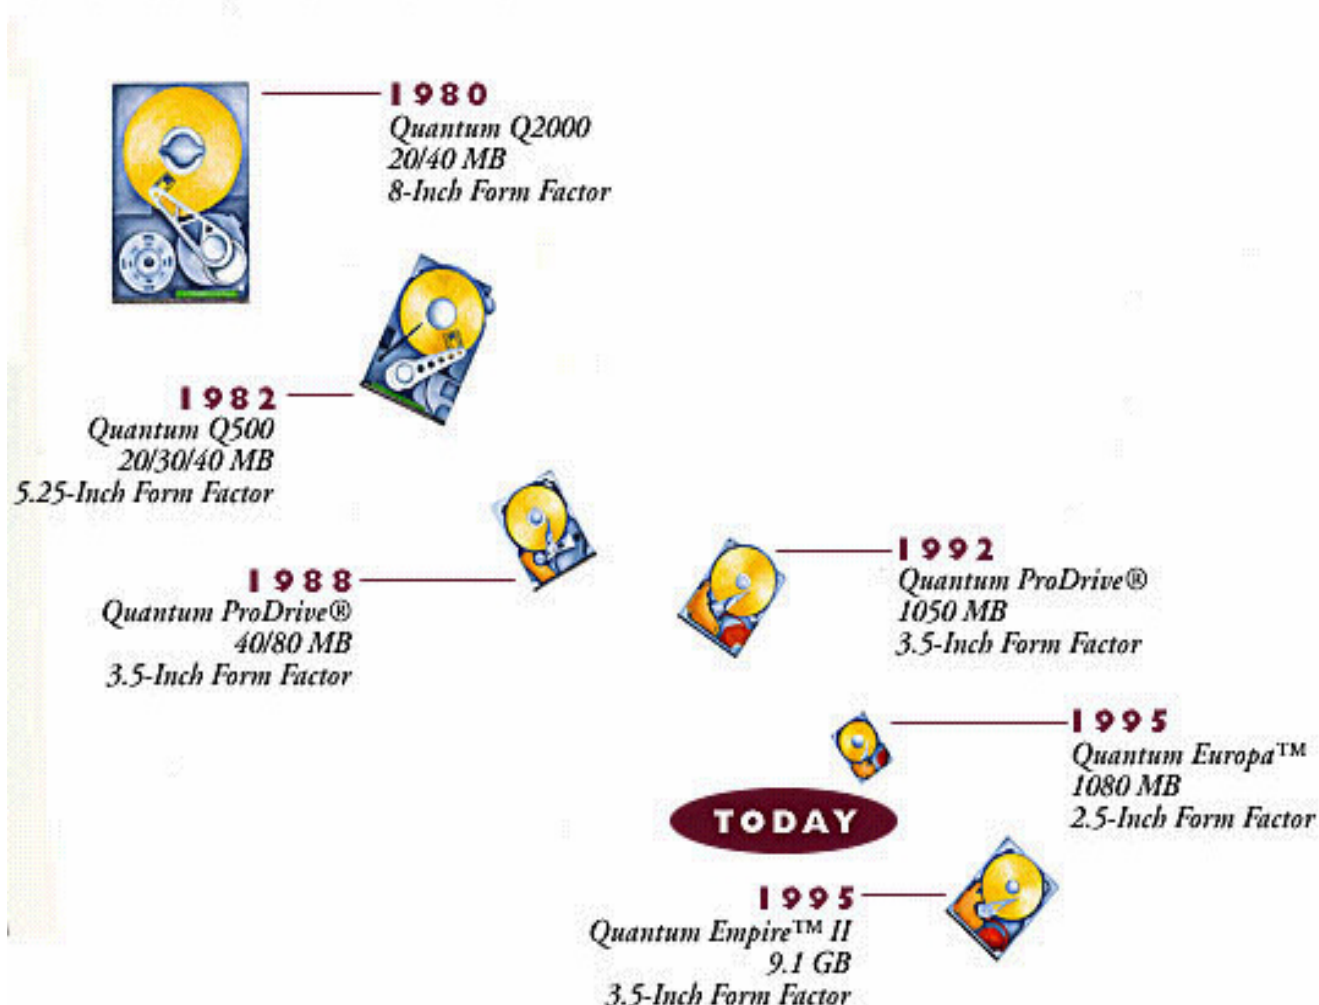 1980
Quantum Q2000
20/40 MB
8-Inch Form Factor
1982
Quantum Q500
20/30/40 MB
5.25-Inch Form Factor
1988
Quantum ProDrive®
40/80 MB
3.5-Inch Form Factor
1992
Quantum ProDrive®
1050 MB
3.5-Inch Form Factor
1995
Quantum Europa™
1080 MB
2.5-Inch Form Factor
TODAY
1995
Quantum Empire™ II
9.1 GB
3.5-Inch Form Factor